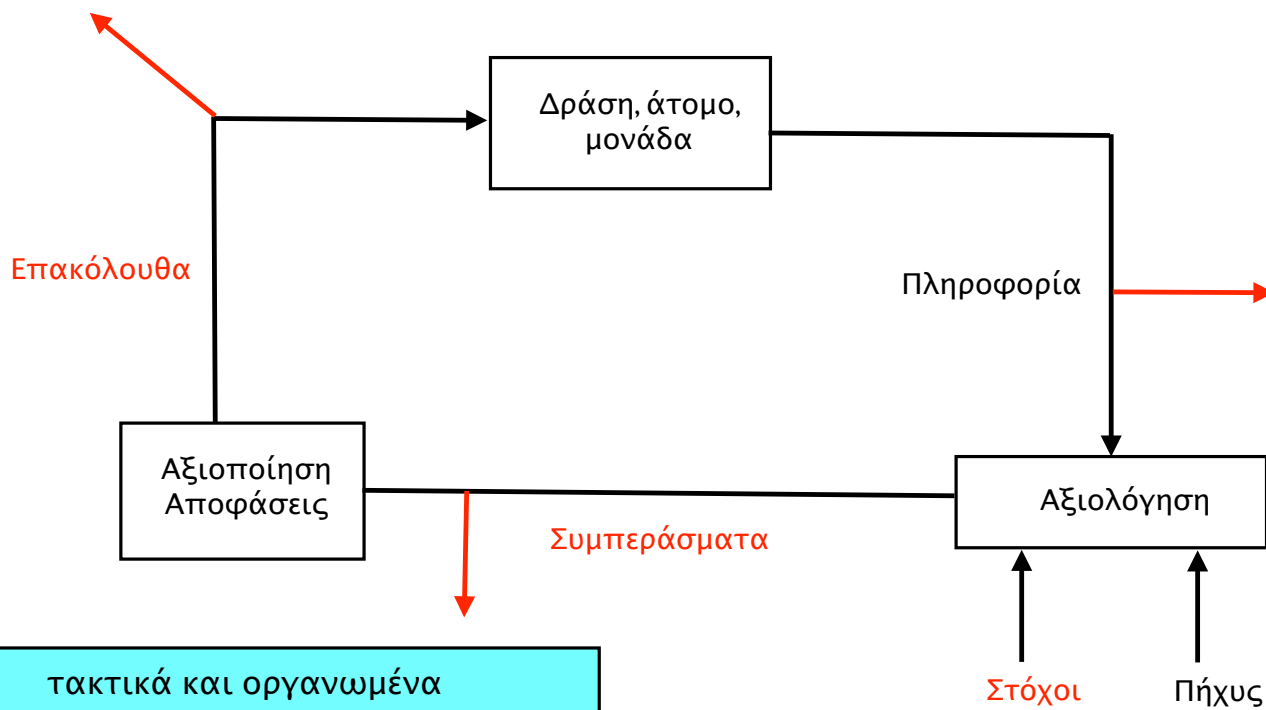 Δράση, άτομο,
μονάδα
Επακόλουθα
Πληροφορία
Αξιοποίηση
Αποφάσεις
Αξιολόγηση
Συμπεράσματα
τακτικά και οργανωμένα
Στόχοι
Πήχυς